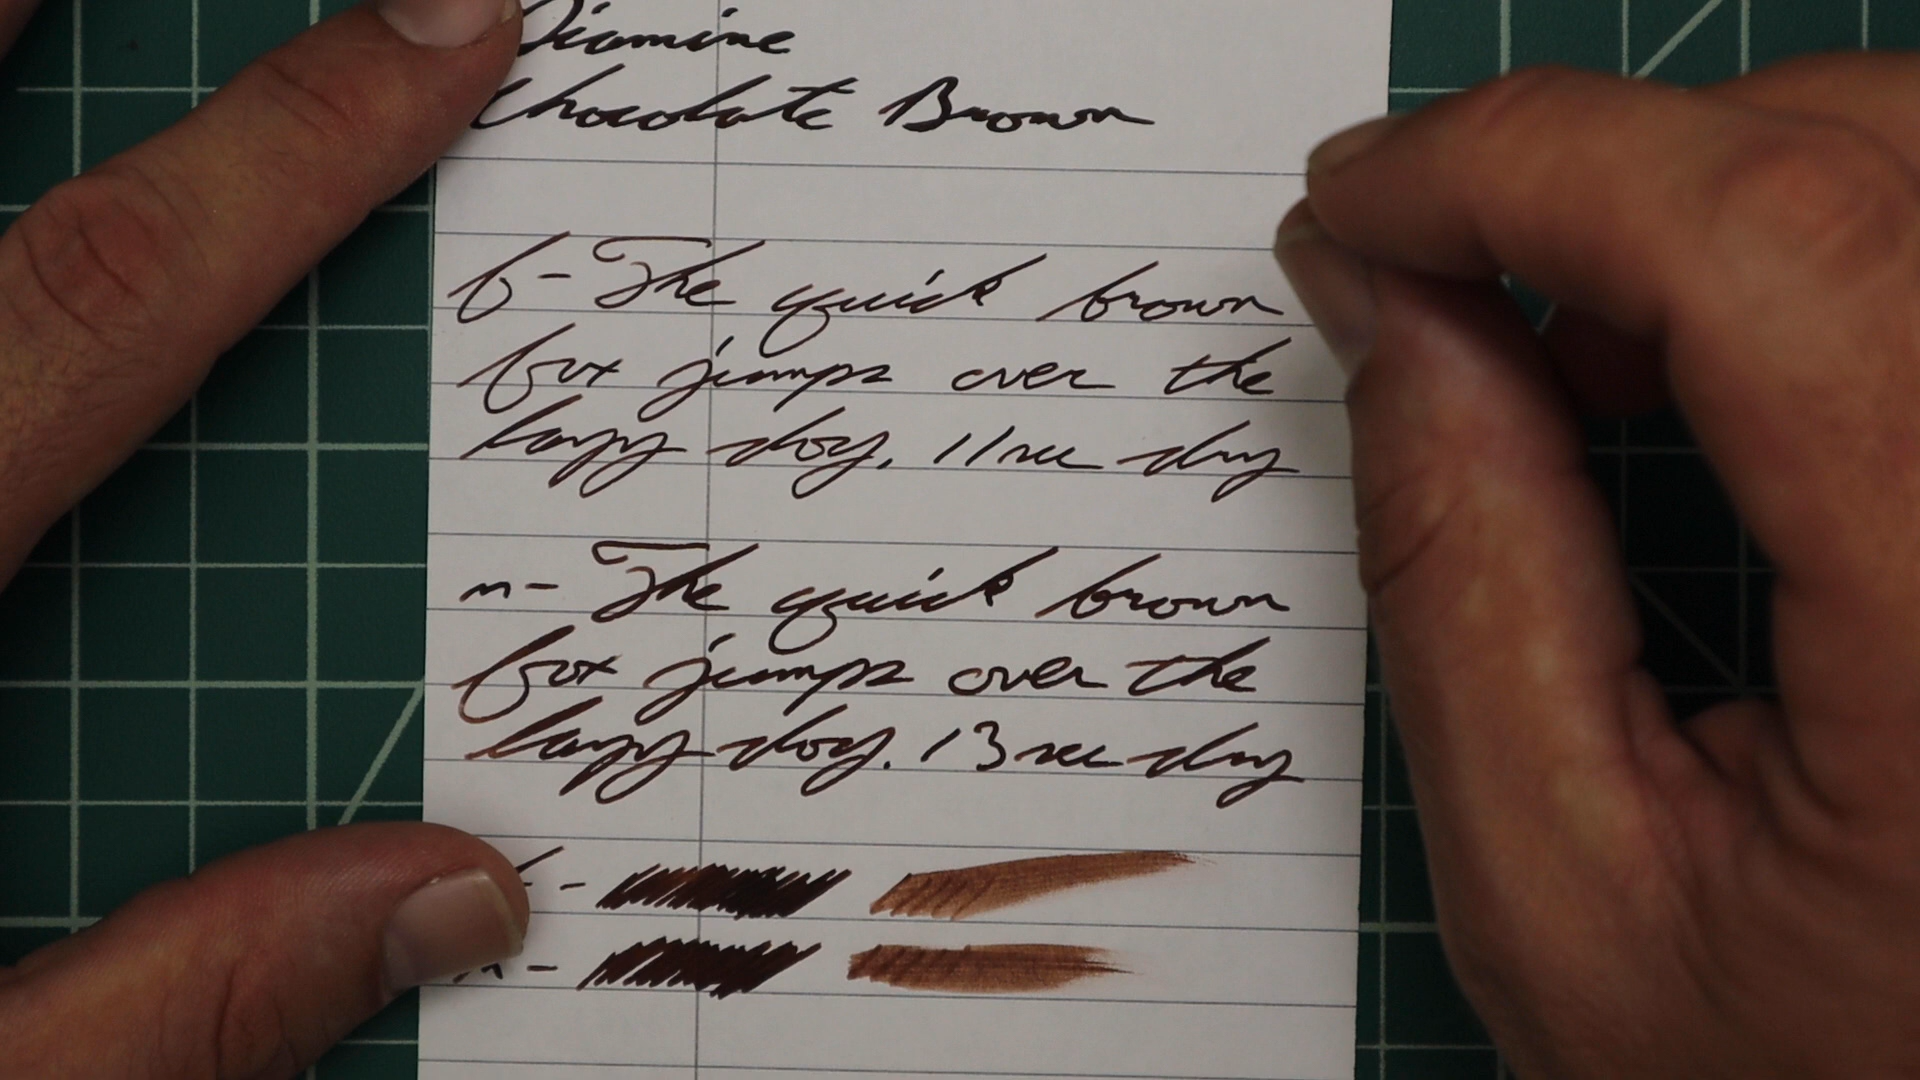 Diamine
Chocolate Brown
f - The quick brown
fox jumps over the
lazy dog. 11 sec dry
m - The quick brown
fox jumps over the
lazy dog. 13 sec dry
f -
m -